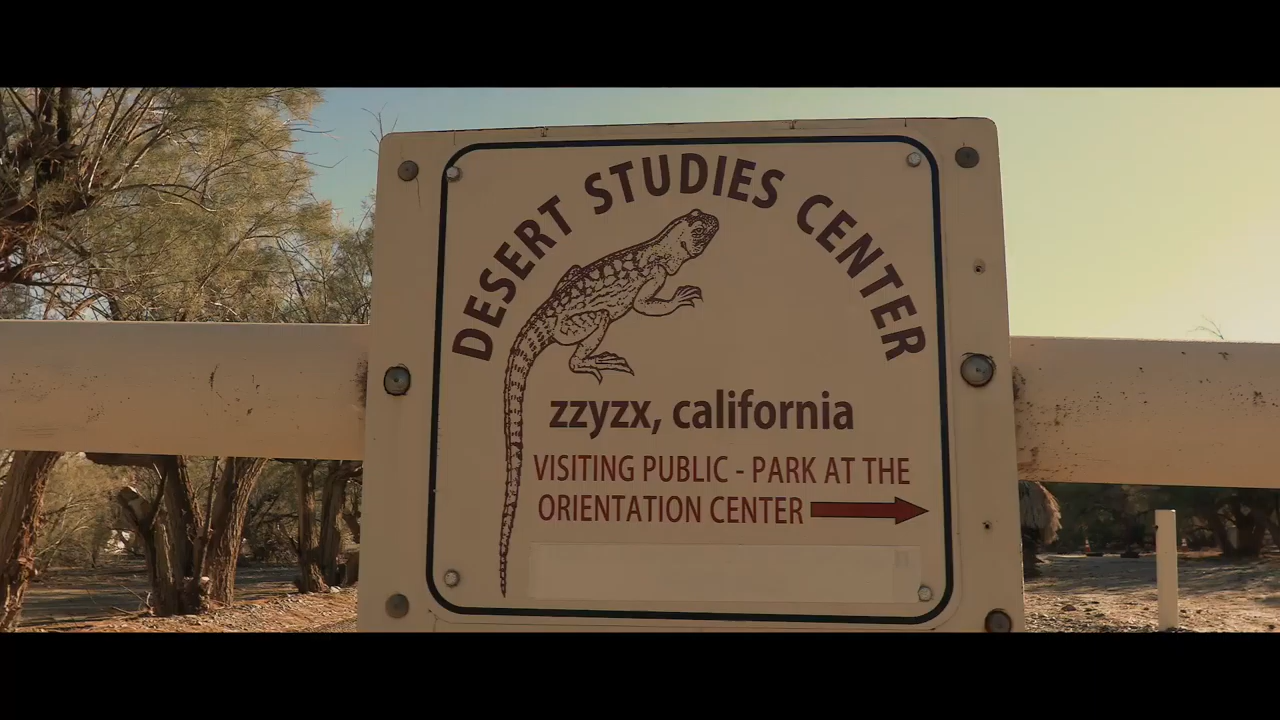 DESERT STUDIES CENTER
zzyzx, california
VISITING PUBLIC - PARK AT THE
ORIENTATION CENTER